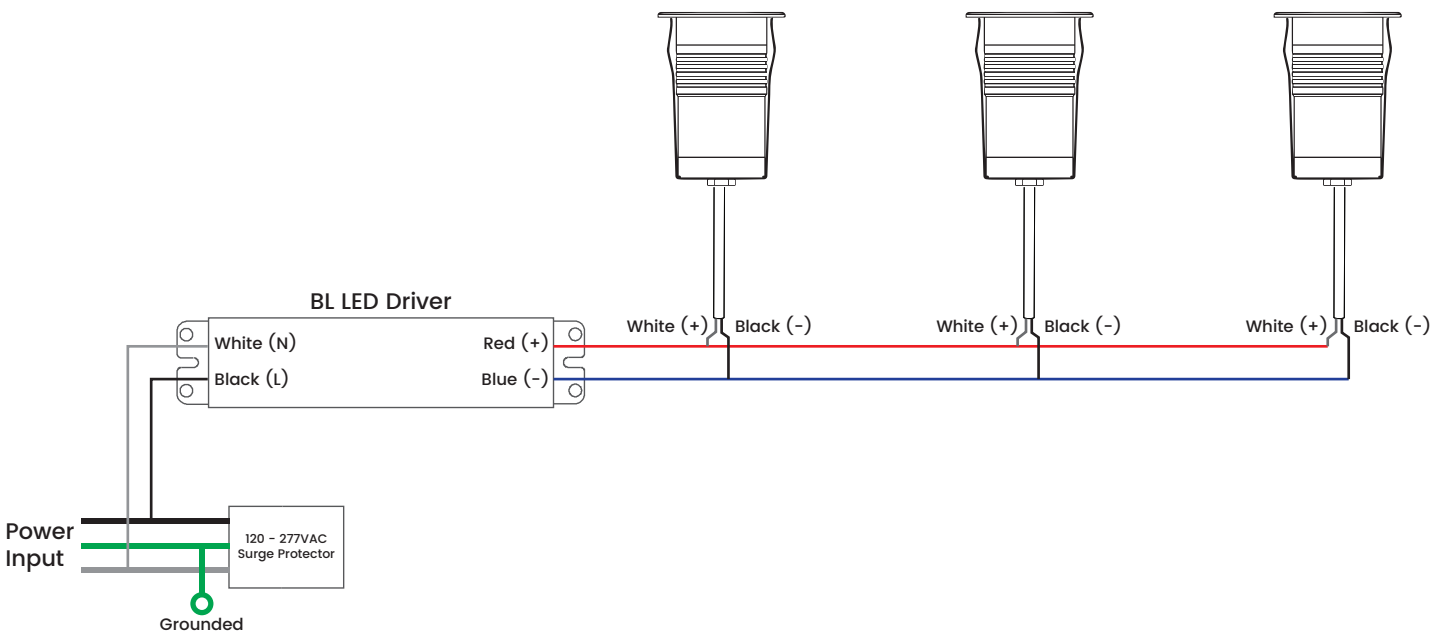 BL LED Driver
White (N)
Red (+)
Black (L)
Blue (-)
White (+)
Black (-)
White (+)
Black (-)
White (+)
Black (-)
Power
Input
120 - 277VAC
Surge Protector
Grounded